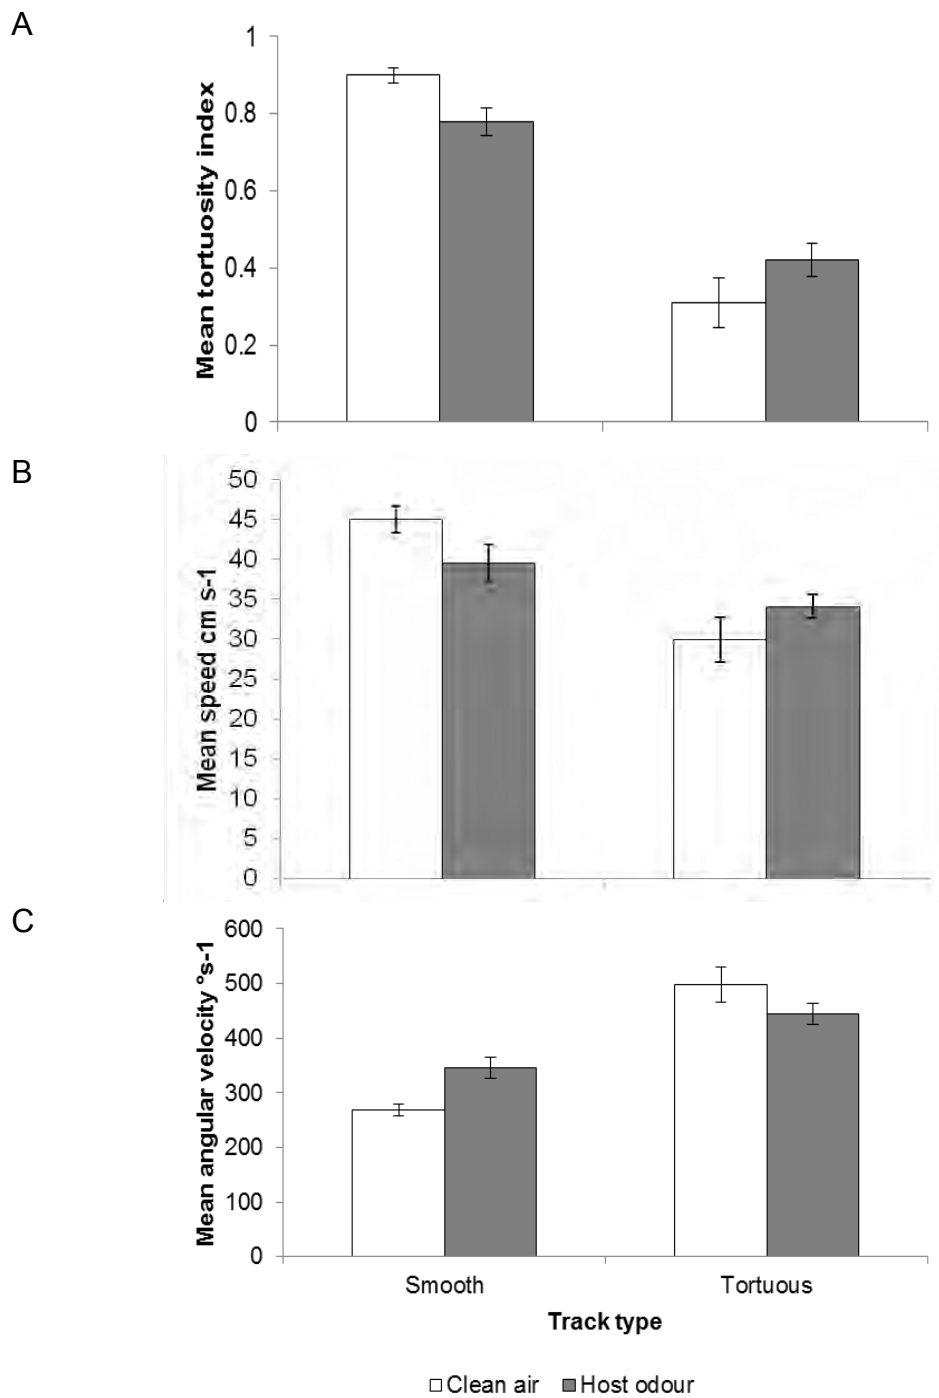 A
Mean tortuosity index
1
0.8
0.6
0.4
0.2
0
B
Mean speed cm s-1
50
45
40
35
30
25
20
15
10
5
0
C
Mean angular velocity °s-1
600
500
400
300
200
100
0
Smooth Tortuous
Track type
Clean air Host odour